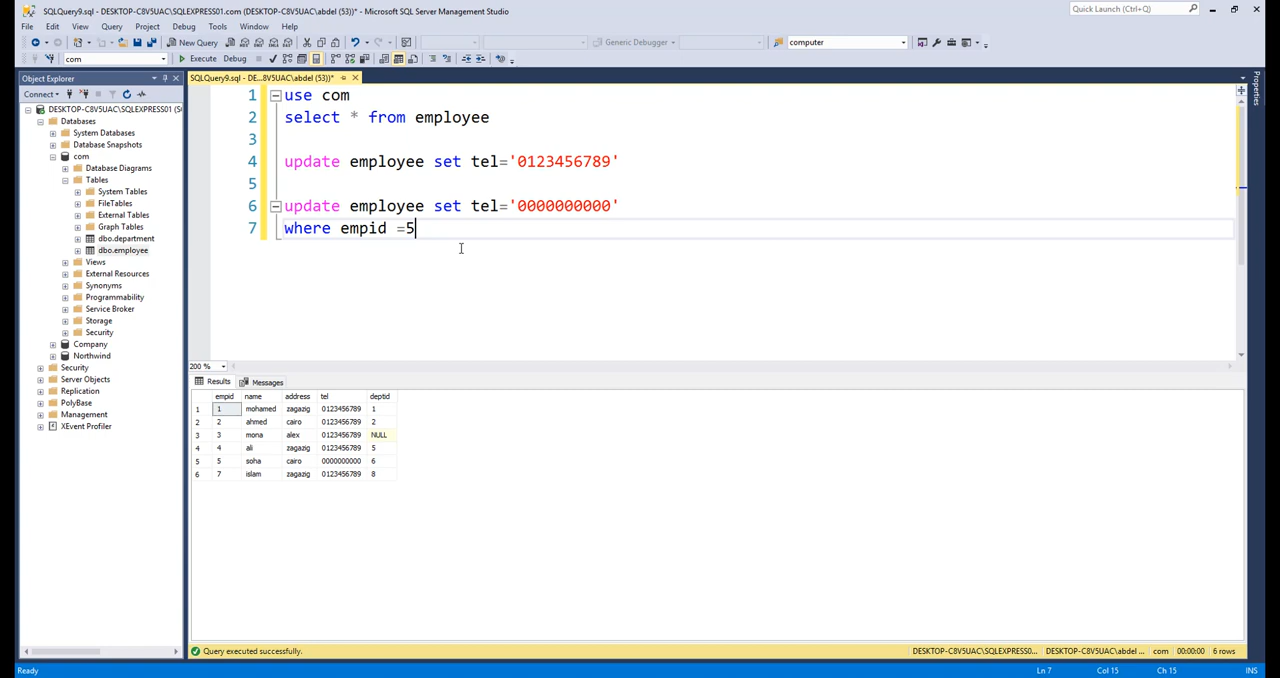 SQLQuery9.sql - DESKTOP-C8V5UAC\SQLEXPRESS01.com (DESKTOP-C8V5UAC\abdel (53))* - Microsoft SQL Server Management Studio
Quick Launch (Ctrl+Q)
File Edit View Query Project Debug Tools Window Help
New Query Generic Debugger computer
com Execute Debug
Object Explorer
SQLQuery9.sql - DE...8V5UAC\abdel (53))*
Properties
Connect
DESKTOP-C8V5UAC\SQLEXPRESS01 (S
Databases
System Databases
Database Snapshots
com
Database Diagrams
Tables
System Tables
FileTables
External Tables
Graph Tables
dbo.department
dbo.employee
Views
External Resources
Synonyms
Programmability
Service Broker
Storage
Security
Company
Northwind
Security
Server Objects
Replication
PolyBase
Management
XEvent Profiler
1 use com
2 select * from employee
3
4 update employee set tel='0123456789'
5
6 update employee set tel='0000000000'
7 where empid =5
200 %
Results Messages
empid name address tel deptid
1 1 mohamed zagazig 0123456789 1
2 2 ahmed cairo 0123456789 2
3 3 mona alex 0123456789 NULL
4 4 ali zagazig 0123456789 5
5 5 soha cairo 0000000000 6
6 7 islam zagazig 0123456789 8
Query executed successfully. DESKTOP-C8V5UAC\SQLEXPRESS0... DESKTOP-C8V5UAC\abdel ... com 00:00:00 6 rows
Ready Ln 7 Col 15 Ch 15 INS